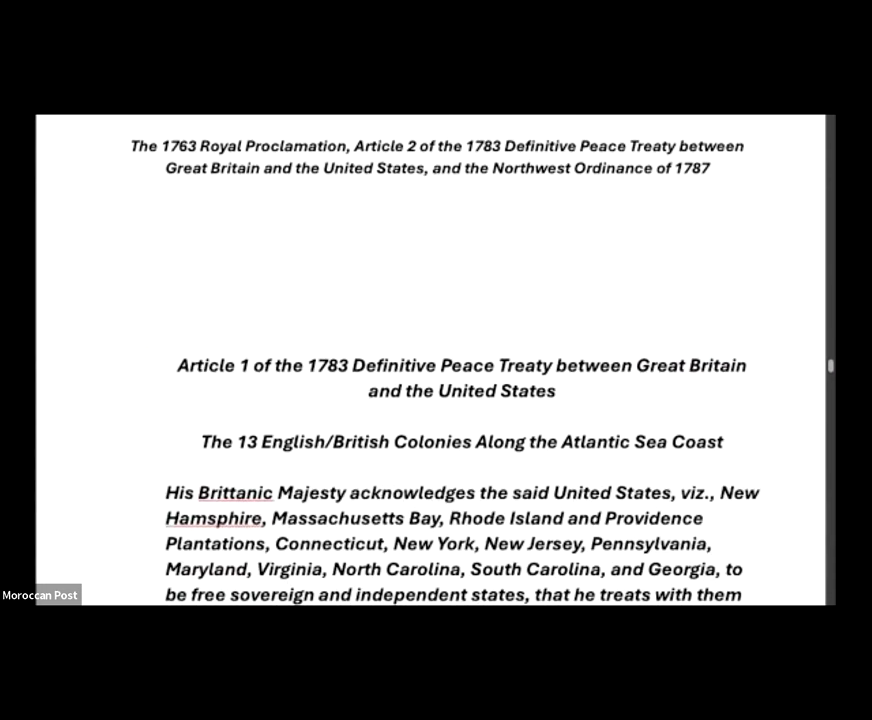 The 1763 Royal Proclamation, Article 2 of the 1783 Definitive Peace Treaty between
Great Britain and the United States, and the Northwest Ordinance of 1787
Article 1 of the 1783 Definitive Peace Treaty between Great Britain
and the United States
The 13 English/British Colonies Along the Atlantic Sea Coast
His Brittanic Majesty acknowledges the said United States, viz., New
Hamsphire, Massachusetts Bay, Rhode Island and Providence
Plantations, Connecticut, New York, New Jersey, Pennsylvania,
Maryland, Virginia, North Carolina, South Carolina, and Georgia, to
be free sovereign and independent states, that he treats with them
Moroccan Post